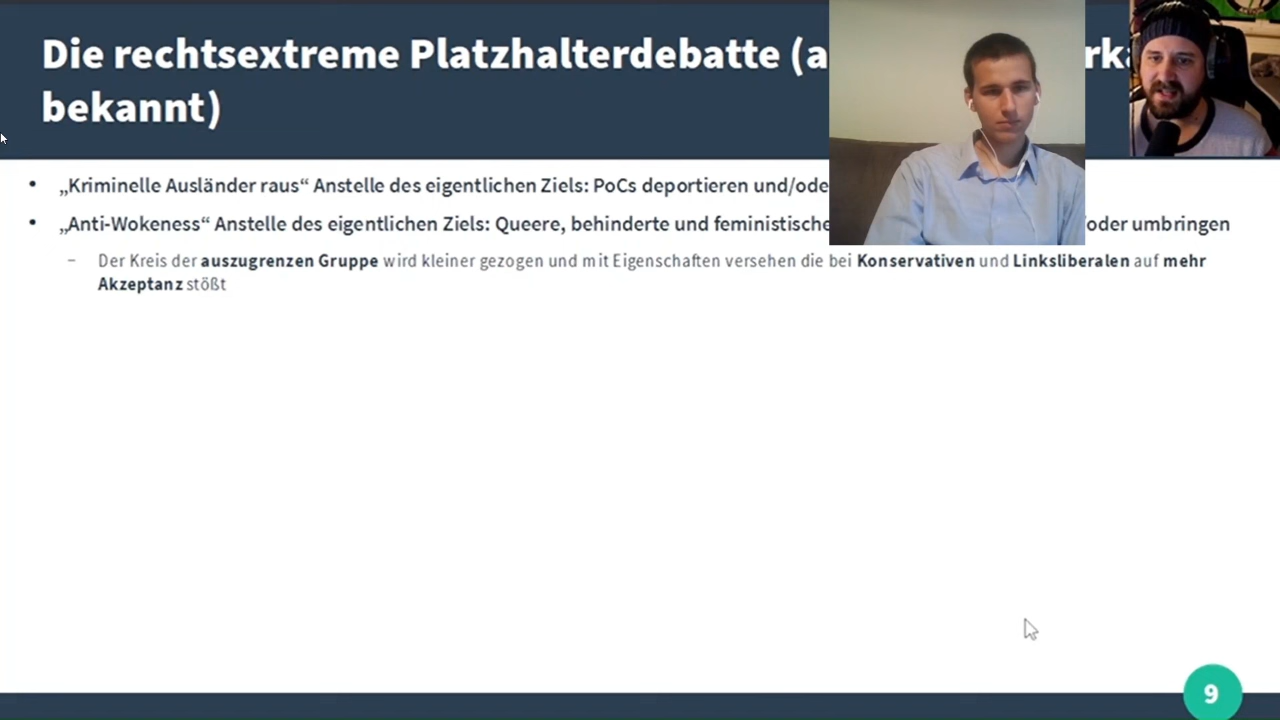 Die rechtsextreme Platzhalterdebatte
bekannt)
• „Kriminelle Ausländer raus“ Anstelle des eigentlichen Ziels: PoCs deportieren
• „Anti-Wokeness“ Anstelle des eigentlichen Ziels: Queere, behinderte und feministische oder umbringen
– Der Kreis der auszugrenzen Gruppe wird kleiner gezogen und mit Eigenschaften versehen die bei Konservativen und Linksliberalen auf mehr
Akzeptanz stößt
9